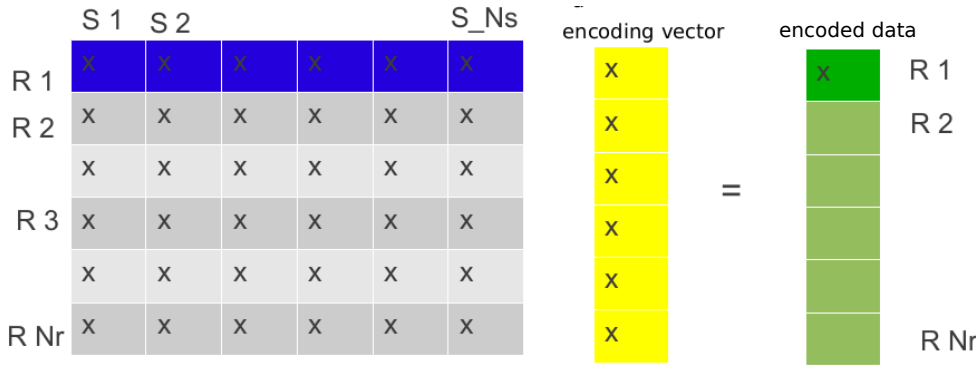 S 1 S 2 S_Ns
encoding vector
encoded data
R 1 x x x x x x x x R 1
R 2 x x x x x x x R 2
x x x x x x x
R 3 x x x x x x x =
x x x x x x x
R Nr x x x x x x x R Nr